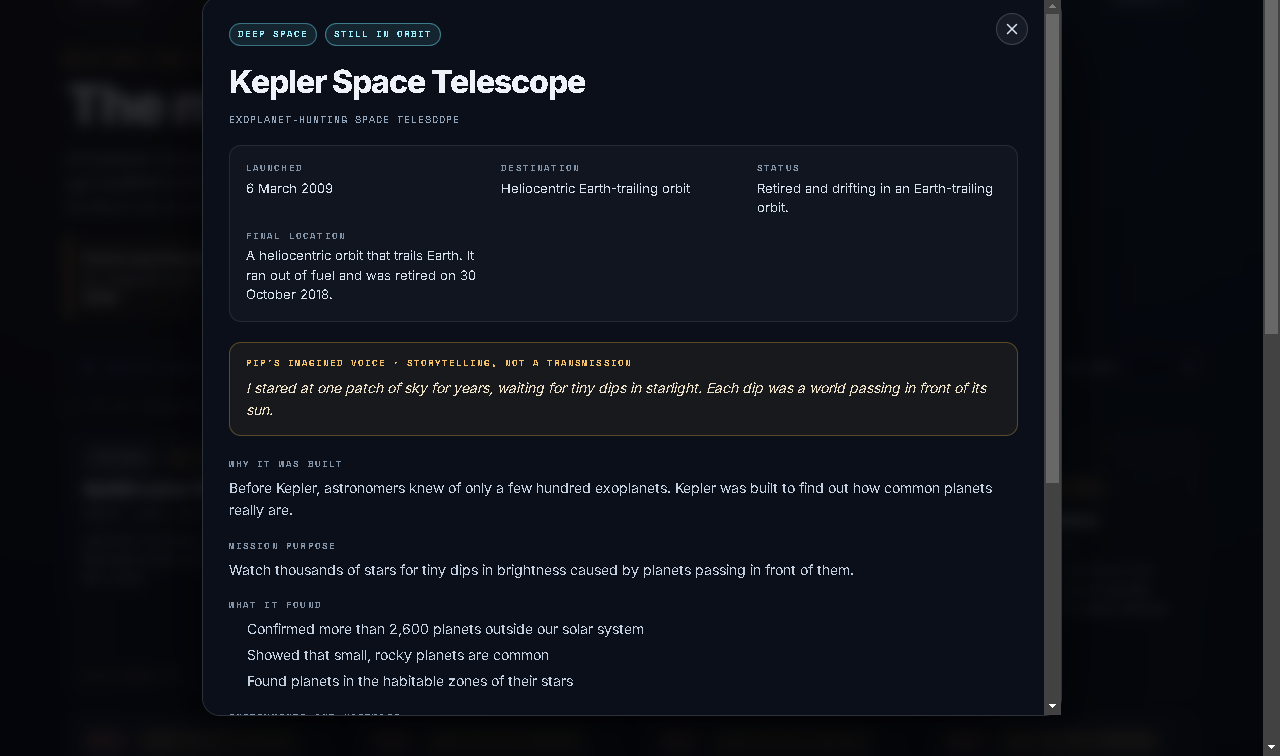 DEEP SPACE
STILL IN ORBIT
Kepler Space Telescope
EXOPLANET-HUNTING SPACE TELESCOPE
LAUNCHED
6 March 2009
DESTINATION
Heliocentric Earth-trailing orbit
STATUS
Retired and drifting in an Earth-trailing
orbit.
FINAL LOCATION
A heliocentric orbit that trails Earth. It
ran out of fuel and was retired on 30
October 2018.
PIP'S IMAGINED VOICE · STORYTELLING, NOT A TRANSMISSION
I stared at one patch of sky for years, waiting for tiny dips in starlight. Each dip was a world passing in front of its
sun.
WHY IT WAS BUILT
Before Kepler, astronomers knew of only a few hundred exoplanets. Kepler was built to find out how common planets
really are.
MISSION PURPOSE
Watch thousands of stars for tiny dips in brightness caused by planets passing in front of them.
WHAT IT FOUND
Confirmed more than 2,600 planets outside our solar system
Showed that small, rocky planets are common
Found planets in the habitable zones of their stars